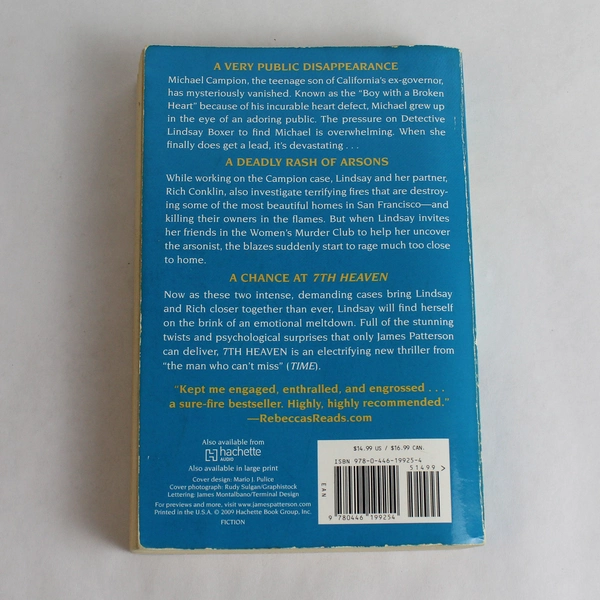 A VERY PUBLIC DISAPPEARANCE
Michael Campion, the teenage son of California's ex-governor,
has mysteriously vanished. Known as the "Boy with a Broken
Heart" because of his incurable heart defect, Michael grew up
in the eye of an adoring public. The pressure on Detective
Lindsay Boxer to find Michael is overwhelming. When she
finally does get a lead, it's devastating . . .
A DEADLY RASH OF ARSONS
While working on the Campion case, Lindsay and her partner,
Rich Conklin, also investigate terrifying fires that are destroy-
ing some of the most beautiful homes in San Francisco—and
killing their owners in the flames. But when Lindsay invites
her friends in the Women's Murder Club to help her uncover
the arsonist, the blazes suddenly start to rage much too close
to home.
A CHANCE AT 7TH HEAVEN
Now as these two intense, demanding cases bring Lindsay
and Rich closer together than ever, Lindsay will find herself
on the brink of an emotional meltdown. Full of the stunning
twists and psychological surprises that only James Patterson
can deliver, 7TH HEAVEN is an electrifying new thriller from
"the man who can't miss" (TIME).
"Kept me engaged, enthralled, and engrossed . . .
a sure-fire bestseller. Highly, highly recommended."
—RebeccasReads.com
Also available from
hachette
AUDIO
Also available in large print
Cover design: Mario J. Pulice
Cover photograph: Rudy Sulgan/Graphistock
Lettering: James Montalbano/Terminal Design
For previews and more, visit www.jamespatterson.com
Printed in the U.S.A. © 2009 Hachette Book Group, Inc.
FICTION
$14.99 US / $16.99 CAN.
ISBN 978-0-446-19925-4
51499>
EAN
9 780446 199254